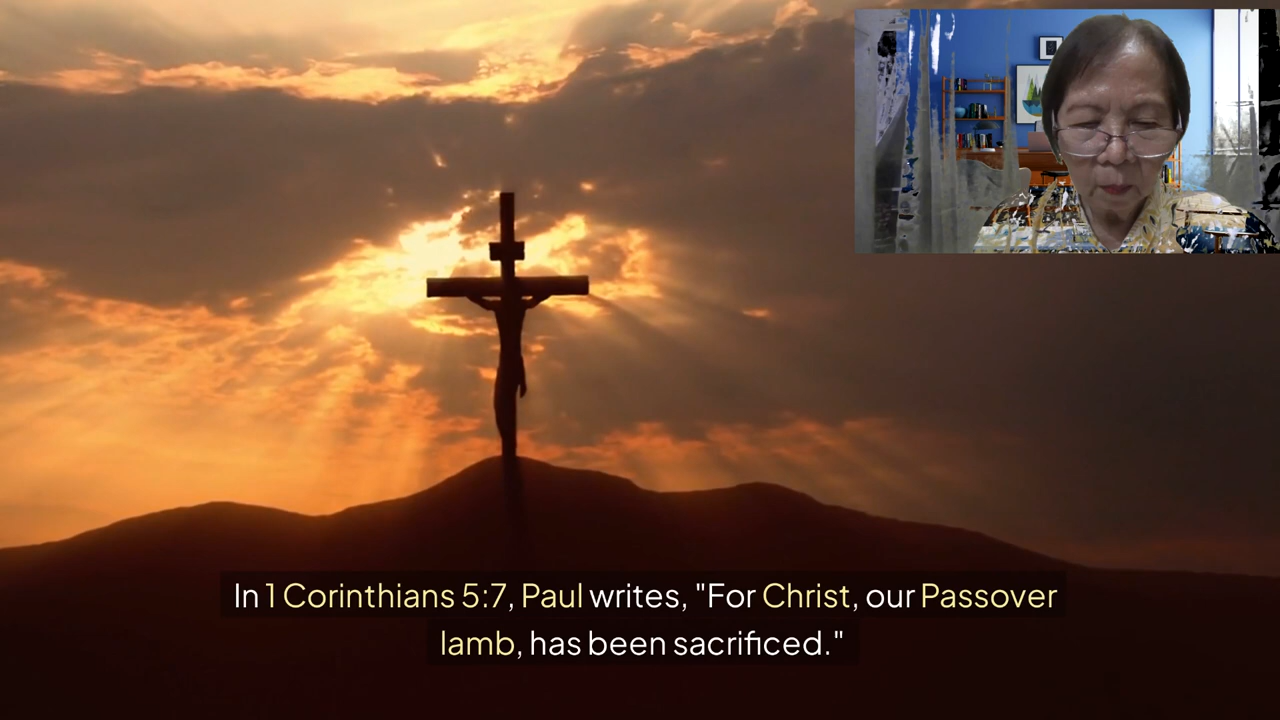 In 1 Corinthians 5:7, Paul writes, "For Christ, our Passover
lamb, has been sacrificed."